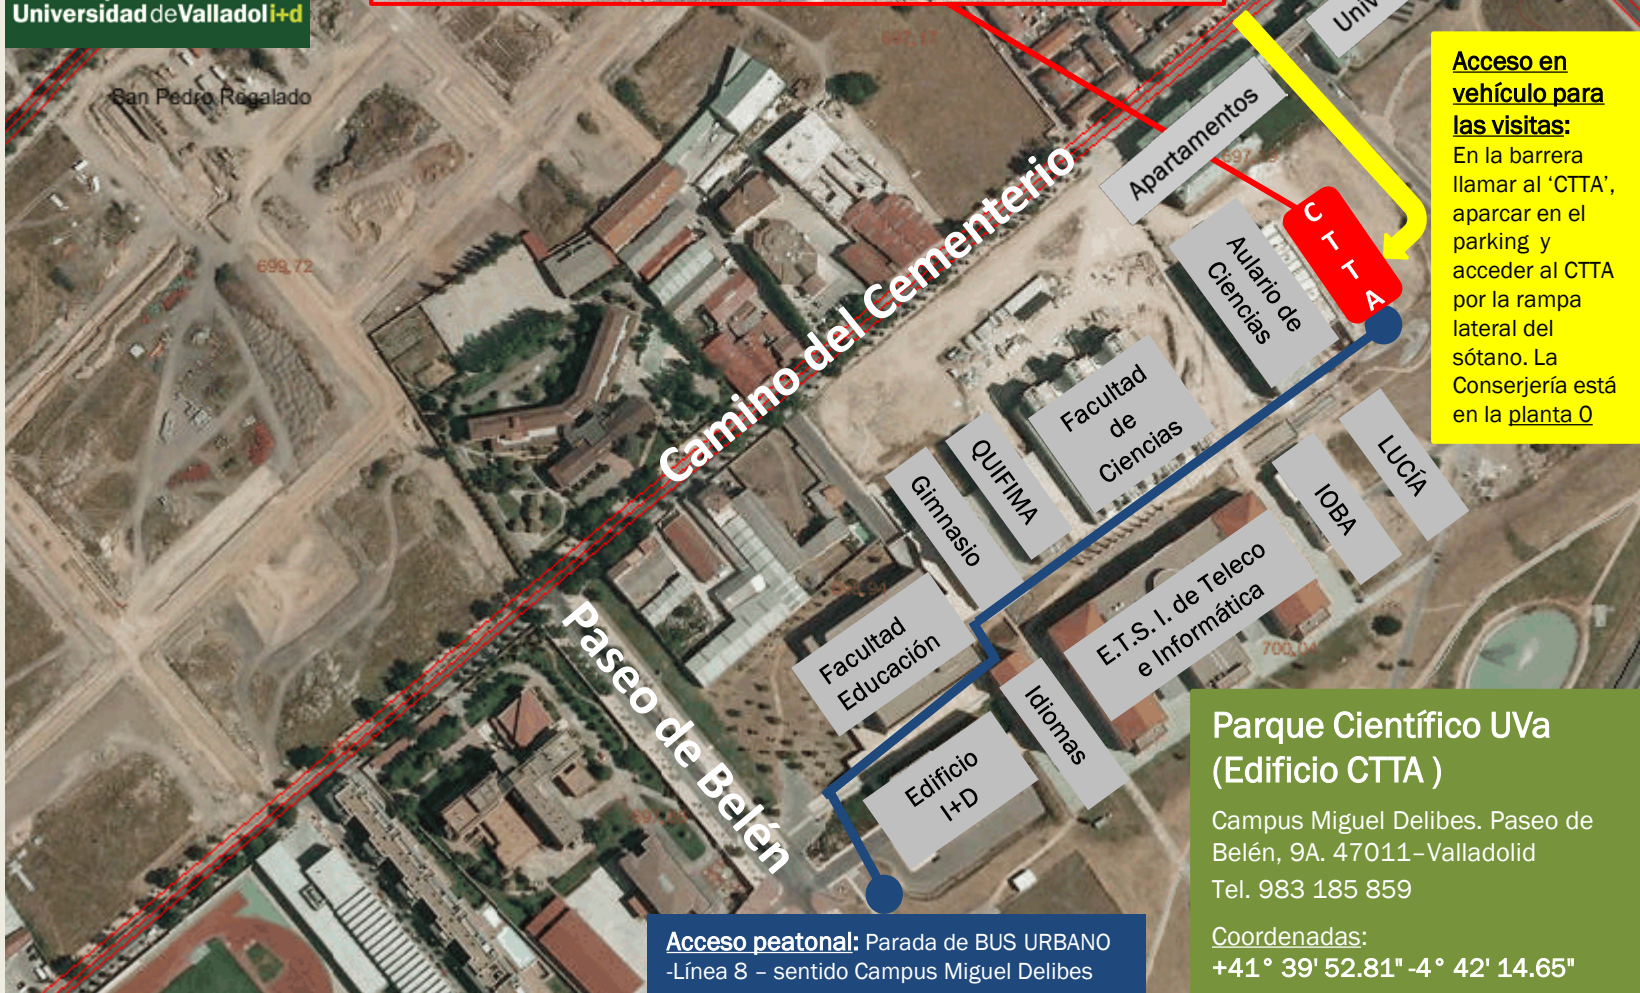 Universidad deValladoli+d
San Pedro Regalado
699,72
Camino del Cementerio
Paseo de Belén
Apartamentos
C
T
T
A
Aulario de
Ciencias
Facultad
de
Ciencias
QUIFIMA
Gimnasio
LUCÍA
IOBA
E.T.S. I. de Teleco
e Informática
Facultad
Educación
Idiomas
Edificio
I+D
Acceso en
vehículo para
las visitas:
En la barrera
llamar al ‘CTTA’,
aparcar en el
parking y
acceder al CTTA
por la rampa
lateral del
sótano. La
Conserjería está
en la planta 0
Parque Científico UVa
(Edificio CTTA )
Campus Miguel Delibes. Paseo de
Belén, 9A. 47011–Valladolid
Tel. 983 185 859
Coordenadas:
+41° 39' 52.81" -4° 42' 14.65"
Acceso peatonal: Parada de BUS URBANO
-Línea 8 – sentido Campus Miguel Delibes